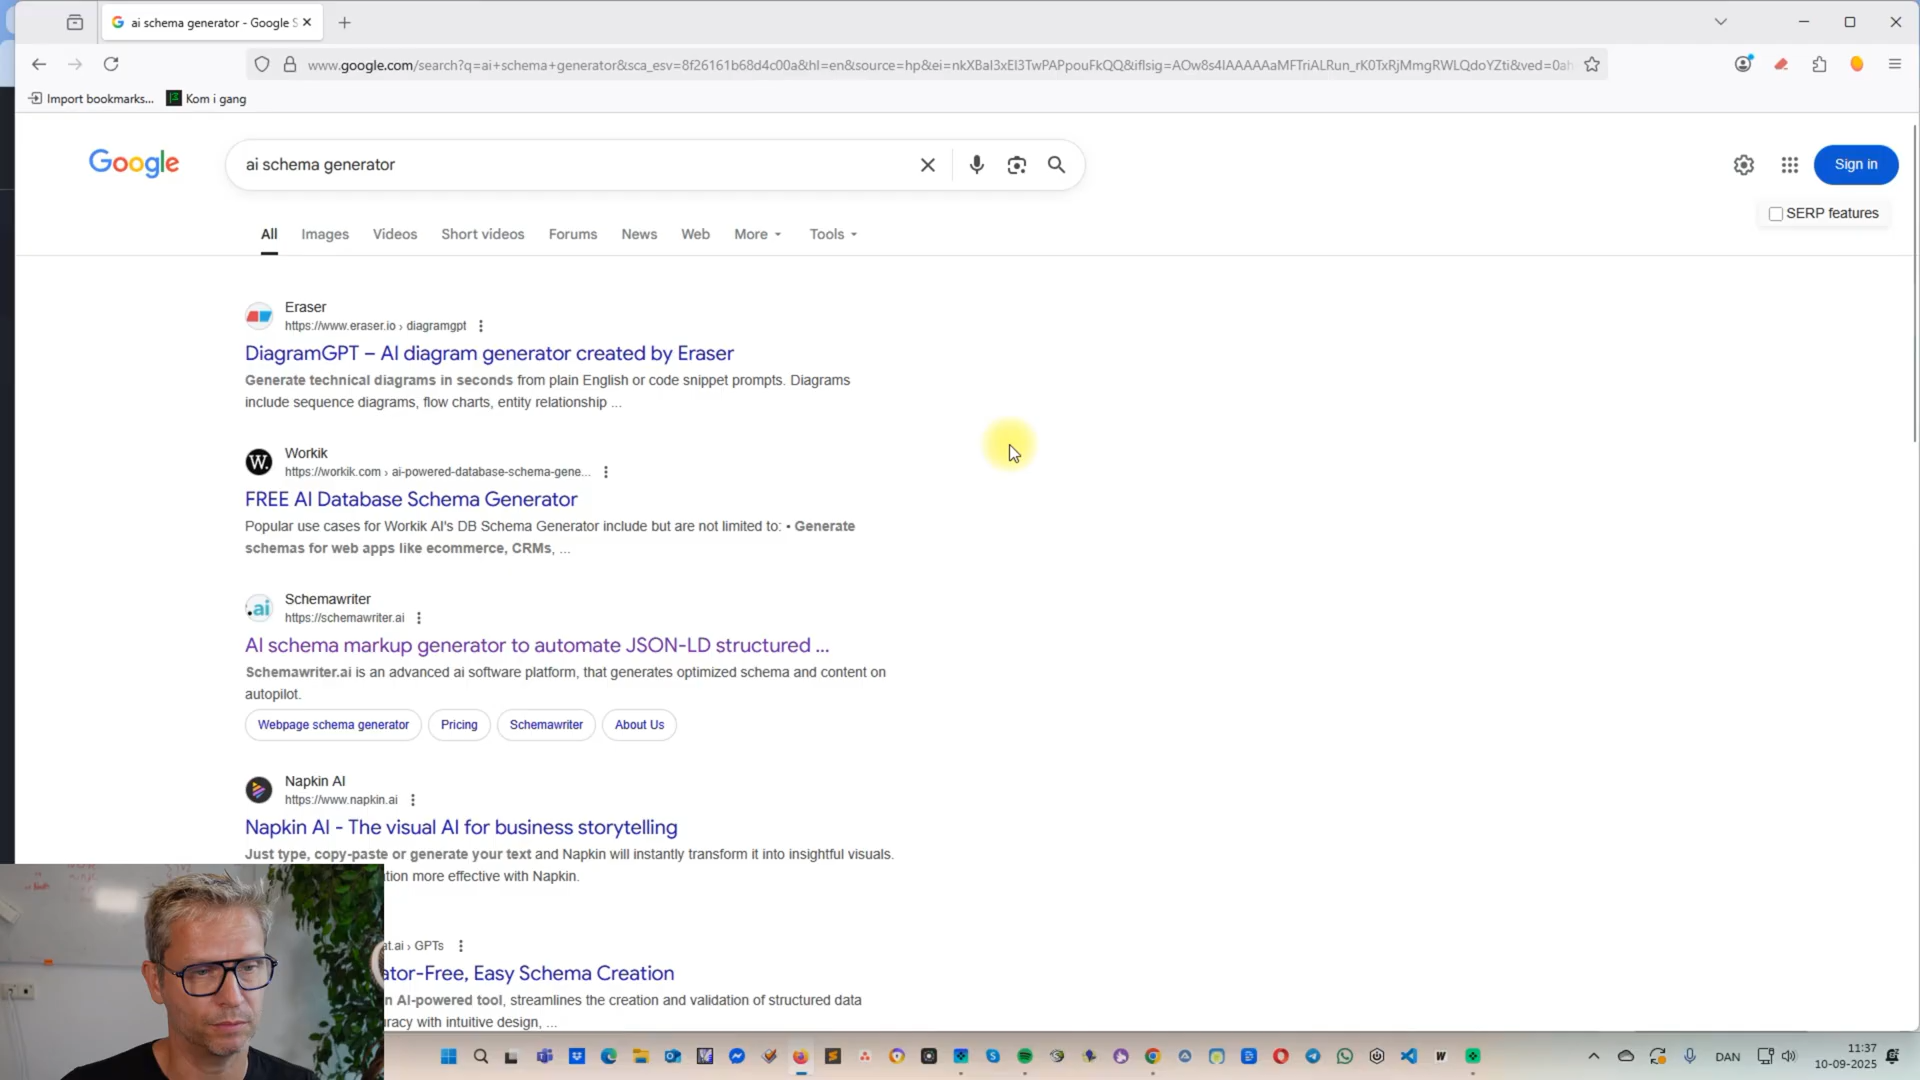 ai schema generator - Google S
www.google.com/search?q=ai+schema+generator&sca_esv=8f26161b68d4c00a&hl=en&source=hp&ei=nkXBaI3xEI3TwPAPpouFkQQ&iflsig=AOw8s4IAAAAAaMFTriALRun_rK0TxRjMmgRWLQdoYZti&ved=0ah
Import bookmarks...
Kom i gang
Google
ai schema generator
Sign in
SERP features
All
Images
Videos
Short videos
Forums
News
Web
More
Tools
Eraser
https://www.eraser.io › diagramgpt
DiagramGPT – AI diagram generator created by Eraser
Generate technical diagrams in seconds from plain English or code snippet prompts. Diagrams
include sequence diagrams, flow charts, entity relationship ...
W.
Workik
https://workik.com › ai-powered-database-schema-gene...
FREE AI Database Schema Generator
Popular use cases for Workik AI's DB Schema Generator include but are not limited to: • Generate
schemas for web apps like ecommerce, CRMs, ...
.ai
Schemawriter
https://schemawriter.ai
AI schema markup generator to automate JSON-LD structured ...
Schemawriter.ai is an advanced ai software platform, that generates optimized schema and content on
autopilot.
Webpage schema generator
Pricing
Schemawriter
About Us
Napkin AI
https://www.napkin.ai
Napkin AI - The visual AI for business storytelling
Just type, copy-paste or generate your text and Napkin will instantly transform it into insightful visuals.
tion more effective with Napkin.
at.ai › GPTs
ator-Free, Easy Schema Creation
n AI-powered tool, streamlines the creation and validation of structured data
racy with intuitive design, ...
DAN
11:37
10-09-2025